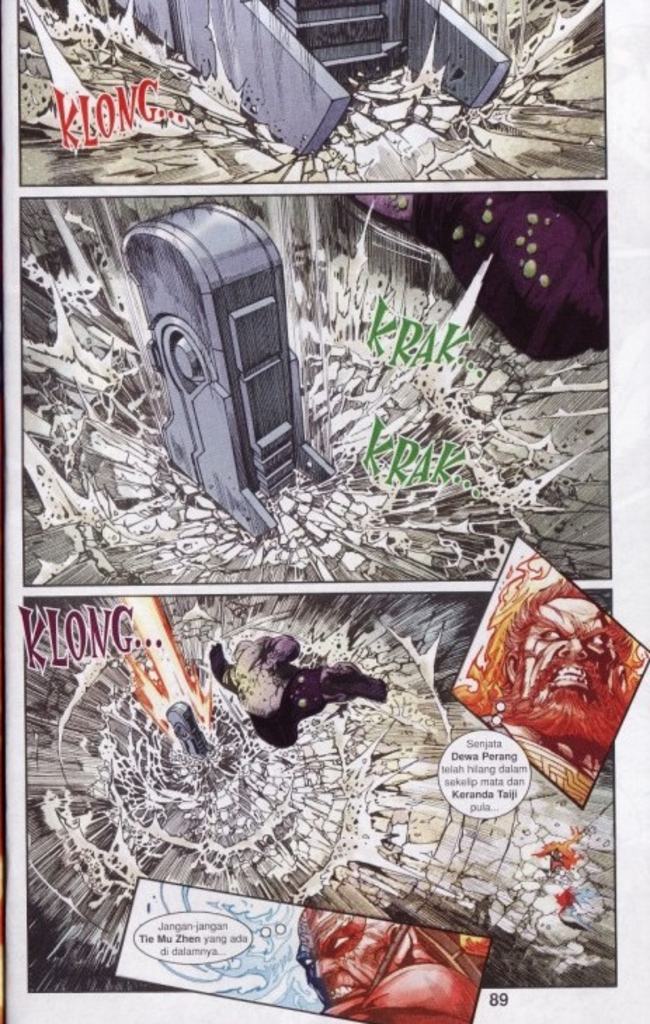 KLONG...
KRAK...
KRAK...
KLONG...
Senjata
Dewa Perang
telah hilang dalam
sekelip mata dan
Keranda Taiji
pula...
Jangan-jangan
Tie Mu Zhen yang ada
di dalamnya...
89